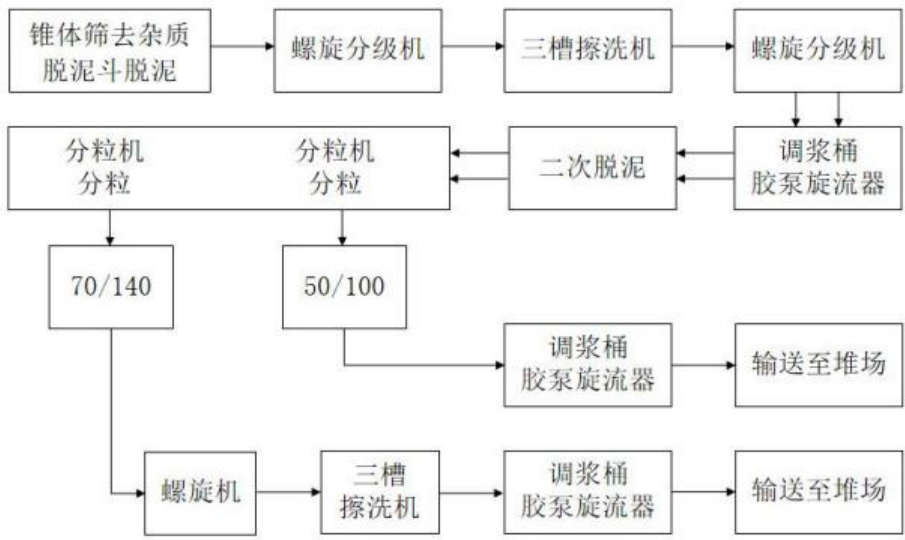 锥体筛去杂质
脱泥斗脱泥
螺旋分级机
三槽擦洗机
螺旋分级机
分粒机
分粒
分粒机
分粒
二次脱泥
调浆桶
胶泵旋流器
70/140
50/100
调浆桶
胶泵旋流器
输送至堆场
螺旋机
三槽
擦洗机
调浆桶
胶泵旋流器
输送至堆场